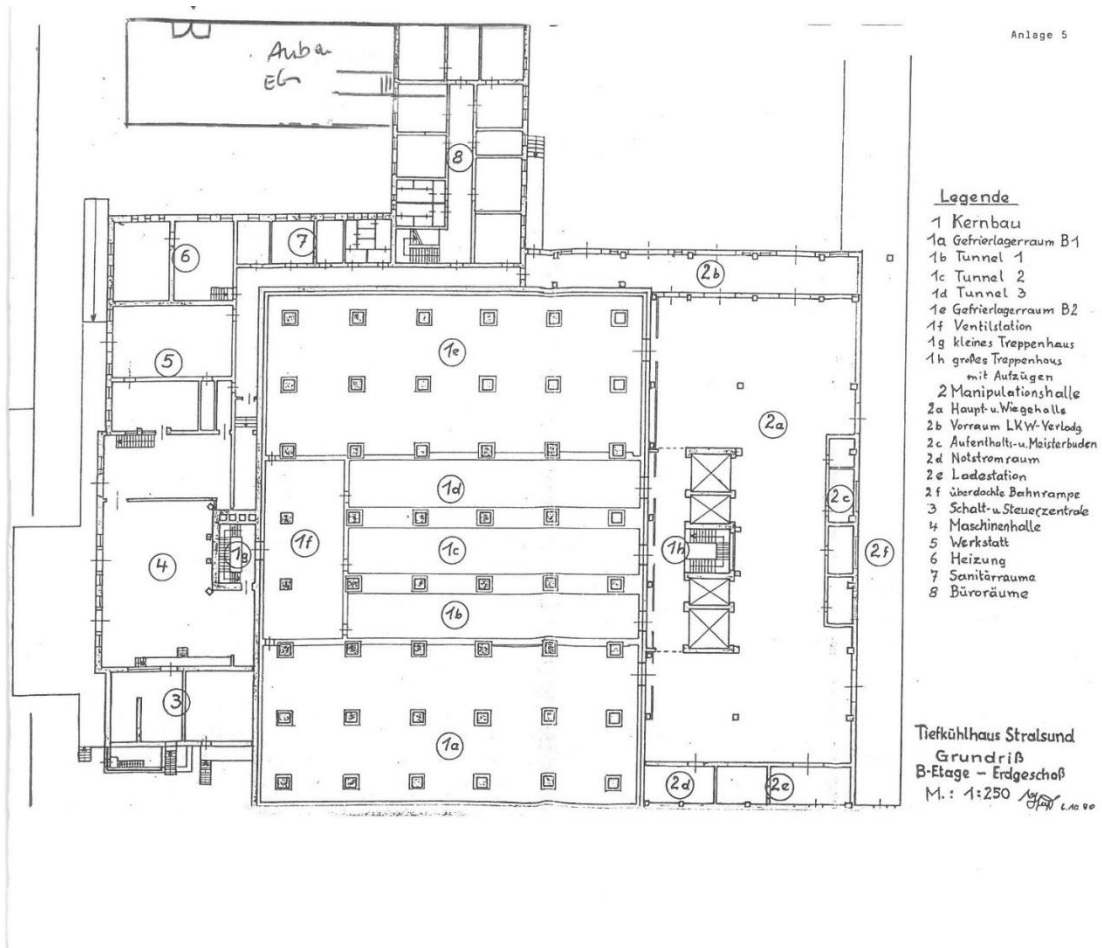 Anlage 5
EG
8
6
7
2b
5
1e
2a
1d
2c
1f
1c
1g
1h
2f
4
1b
3
1a
2d
2e
Legende
1 Kernbau
1a Gefrierlagerraum B1
1b Tunnel 1
1c Tunnel 2
1d Tunnel 3
1e Gefrierlagerraum B2
1f Ventilstation
1g kleines Treppenhaus
1h großes Treppenhaus
mit Aufzügen
2 Manipulationshalle
2a Haupt-u.Wiegehalle
2b Vorraum LKW-Verladg
2c Aufenthalts-u.Meisterbuden
2d Notstromraum
2e Ladestation
2f überdachte Bahnrampe
3 Schalt-u.Steuerzentrale
4 Maschinenhalle
5 Werkstatt
6 Heizung
7 Sanitärräume
8 Büroräume
Tiefkühlhaus Stralsund
Grundriß
B-Etage – Erdgeschoß
M.: 1:250